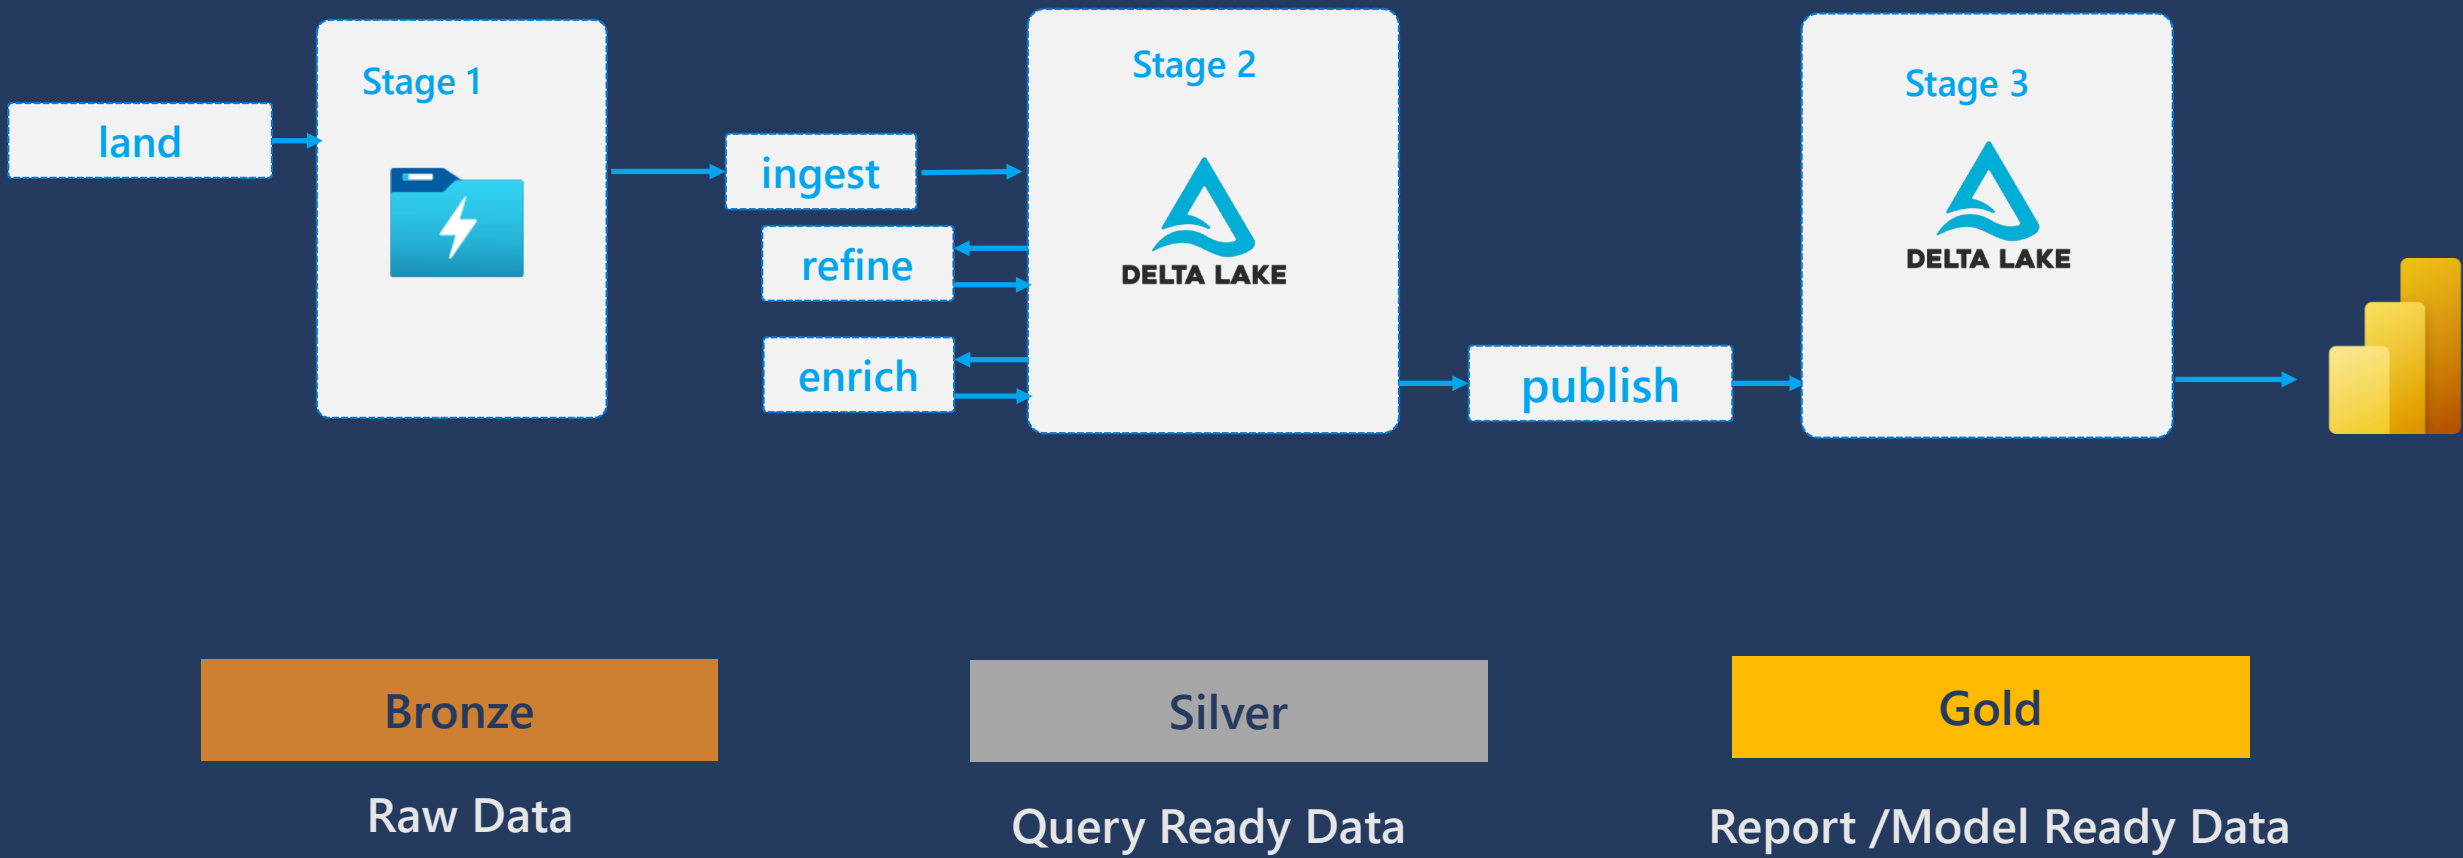 Stage 1
Stage 2
Stage 3
land
ingest
refine
enrich
DELTA LAKE
DELTA LAKE
publish
Bronze
Silver
Gold
Raw Data
Query Ready Data
Report /Model Ready Data